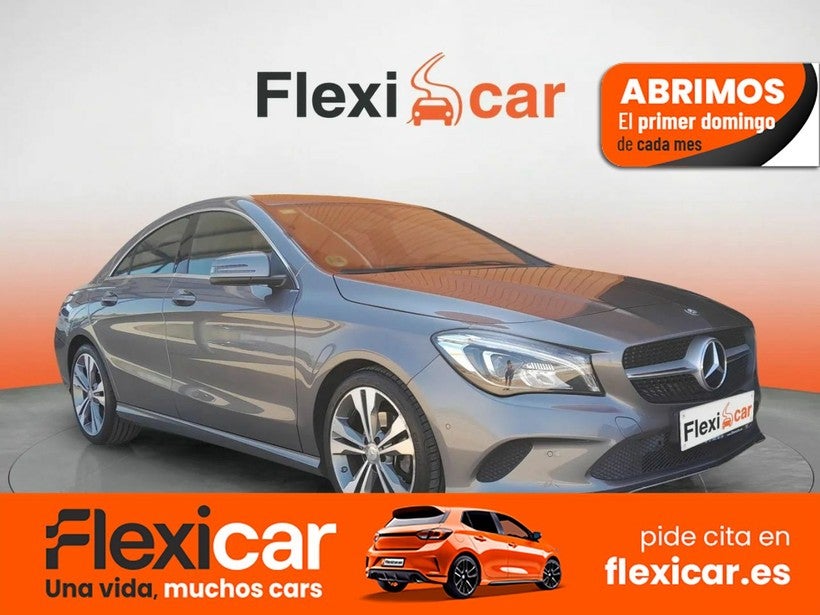 Flexicar
ABRIMOS
El primer domingo
de cada mes
Flexicar
Flexicar
Una vida, muchos cars
pide cita en
flexicar.es